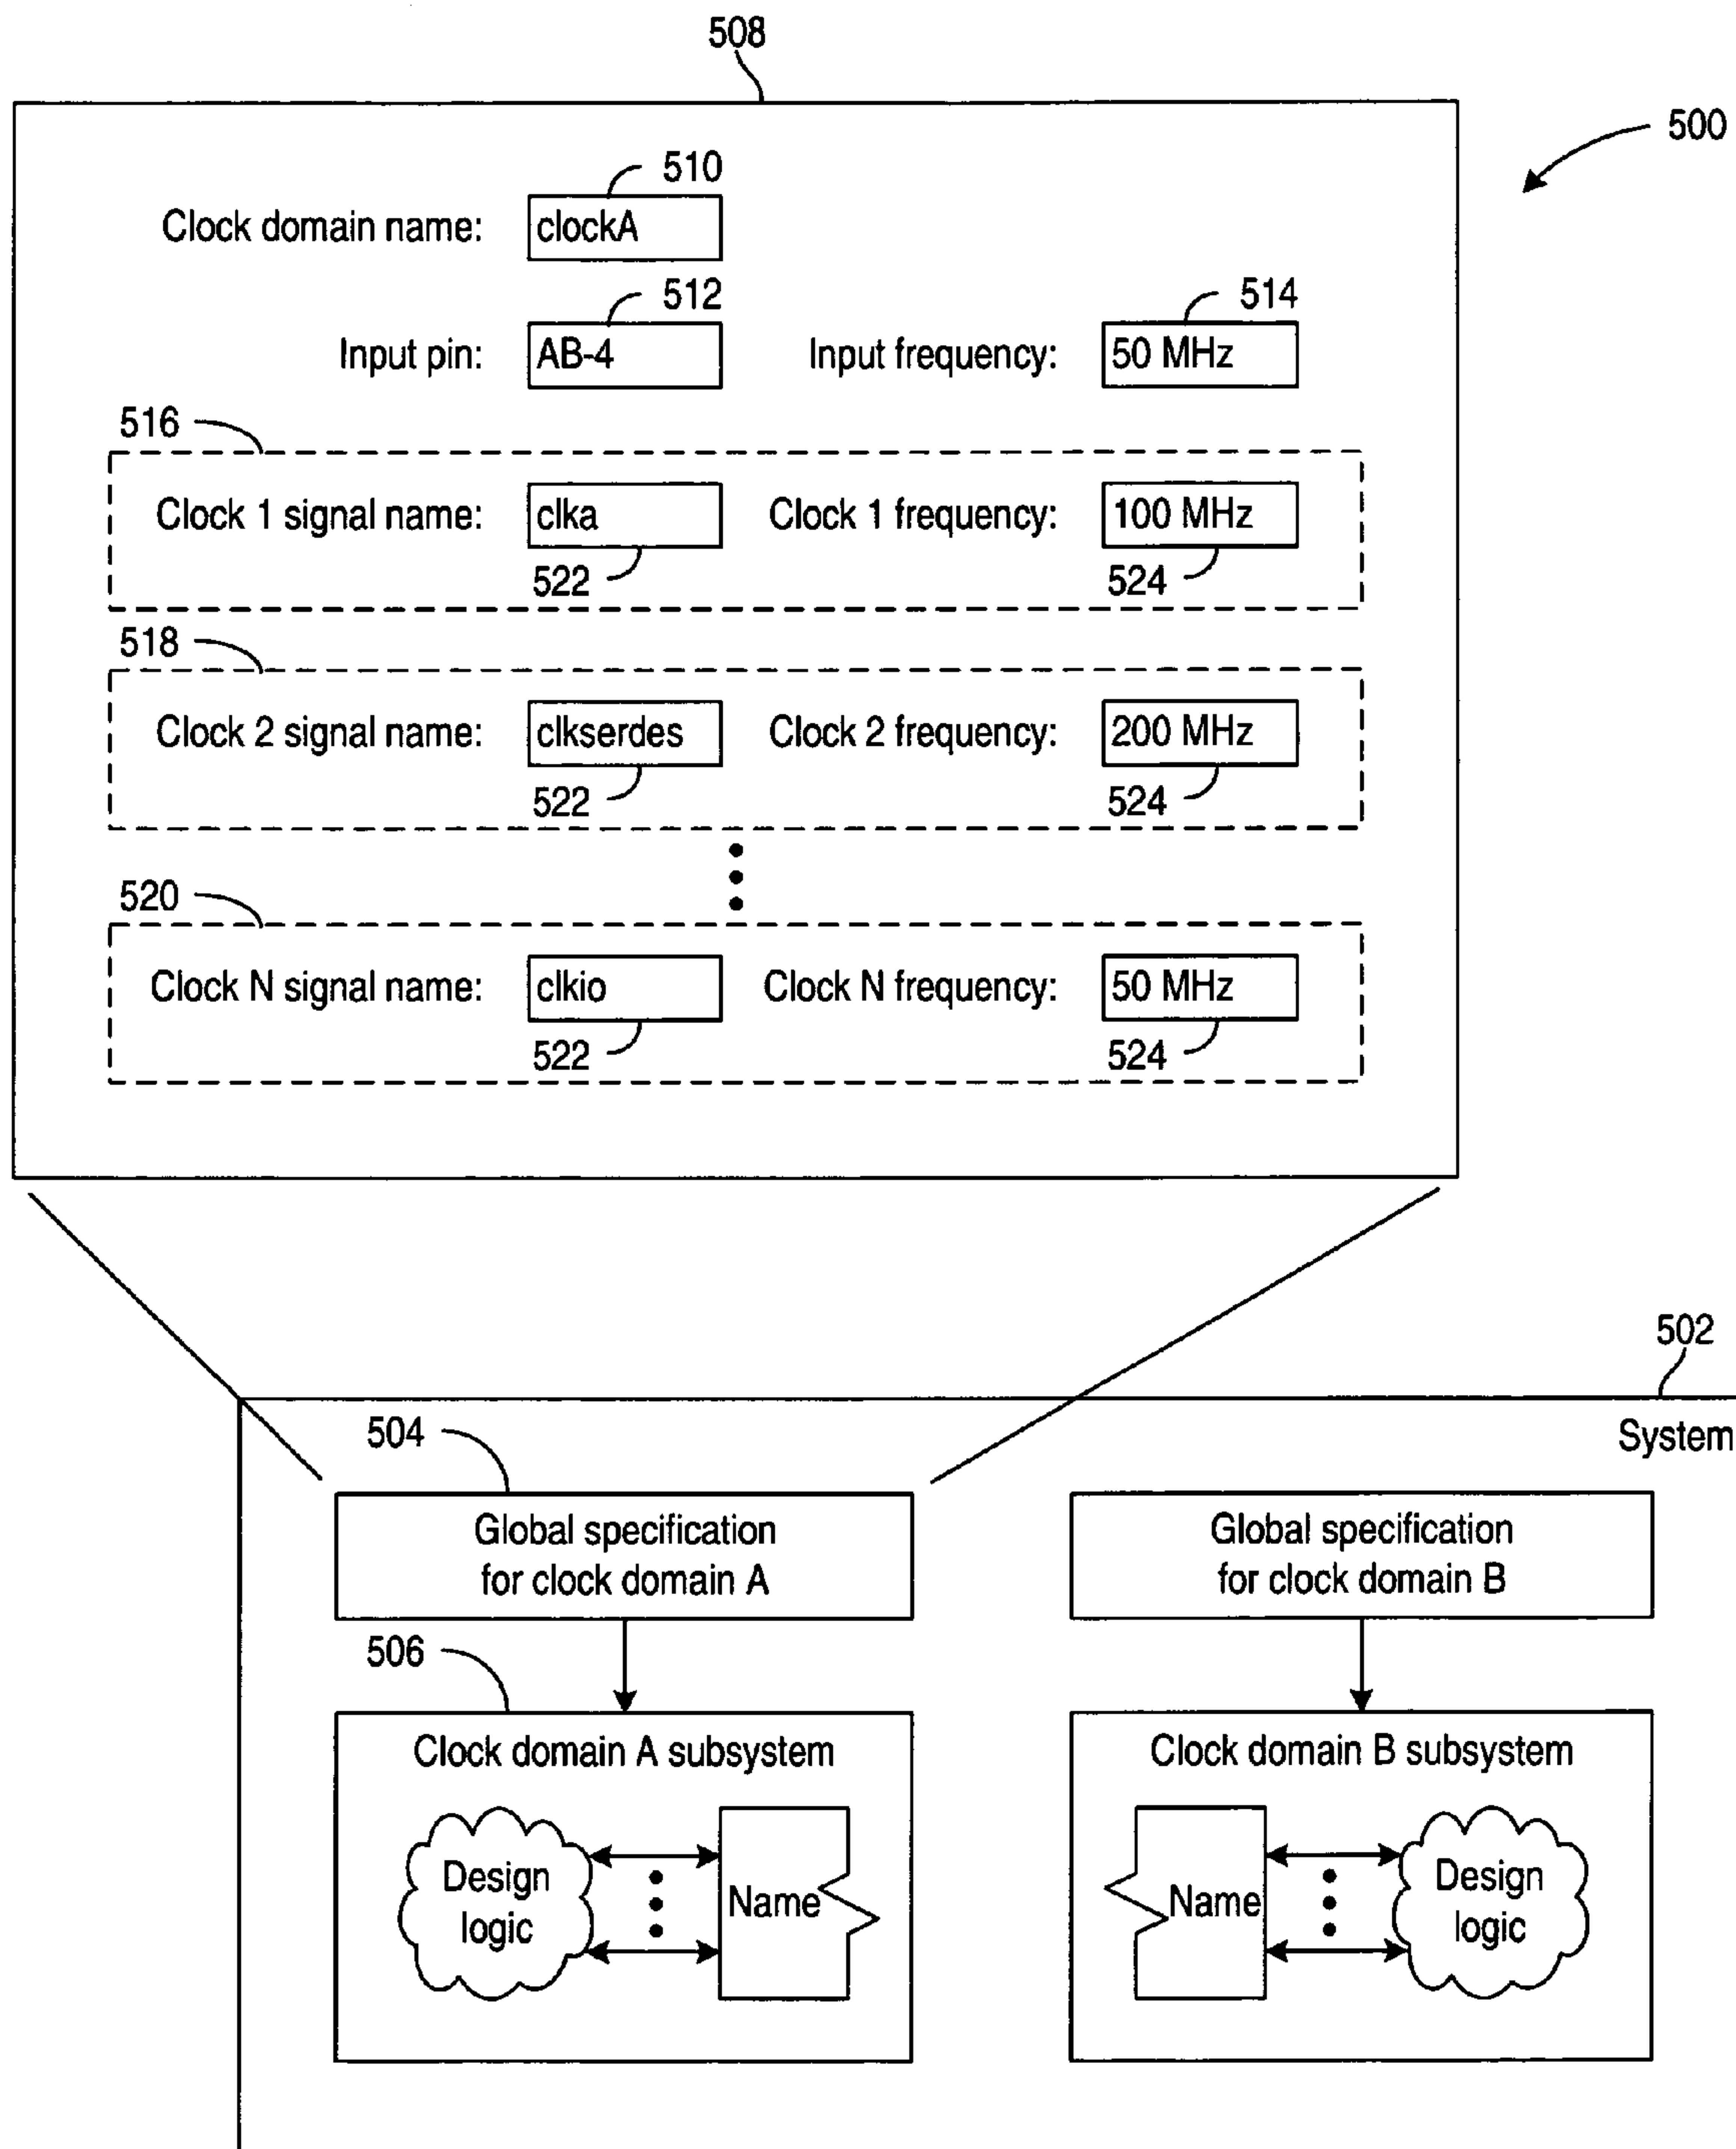 508
500
510
Clock domain name: clockA
512
514
Input pin: AB-4 Input frequency: 50 MHz
516
Clock 1 signal name: clka Clock 1 frequency: 100 MHz
522 524
518
Clock 2 signal name: clkserdes Clock 2 frequency: 200 MHz
522 524
520
Clock N signal name: clkio Clock N frequency: 50 MHz
522 524
502
System
504
Global specification
for clock domain A
Global specification
for clock domain B
506
Clock domain A subsystem
Design
logic
Name
Clock domain B subsystem
Name
Design
logic